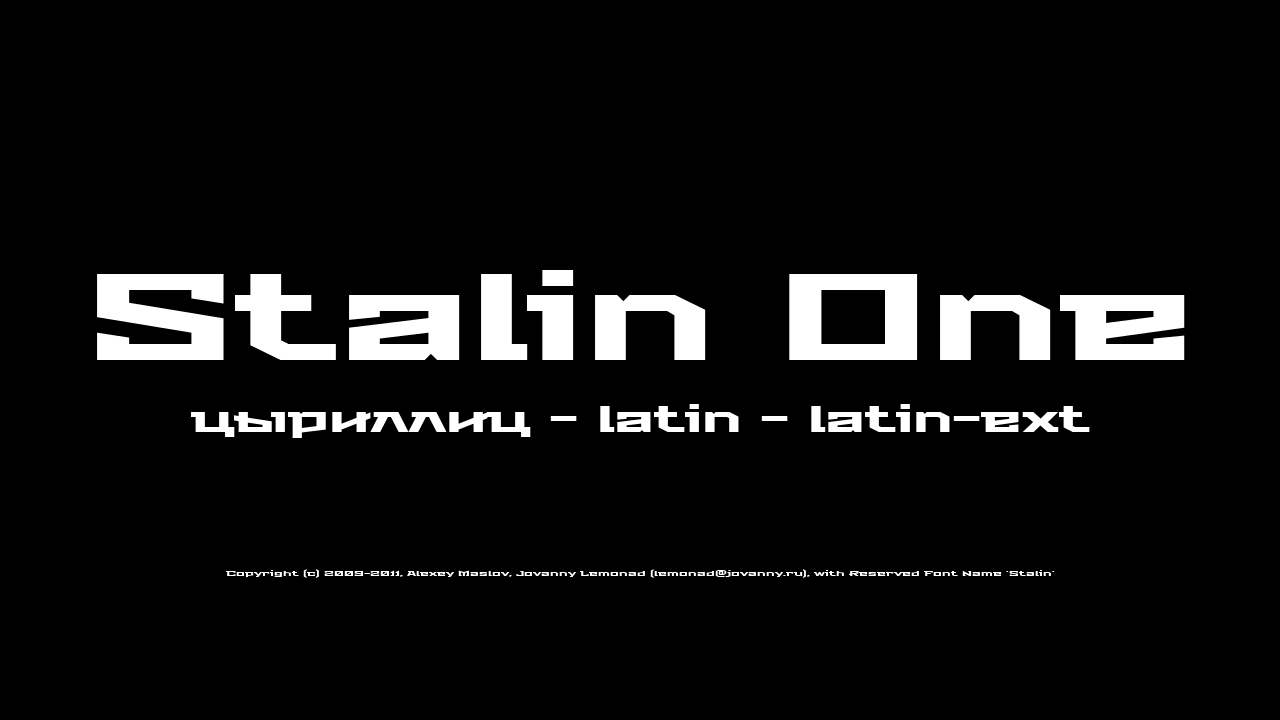 Stalin One
цыриллиц - latin - latin-ext
Copyright (c) 2009-2011, Alexey Maslov, Jovanny Lemonad (lemonad@jovanny.ru), with Reserved Font Name 'Stalin'